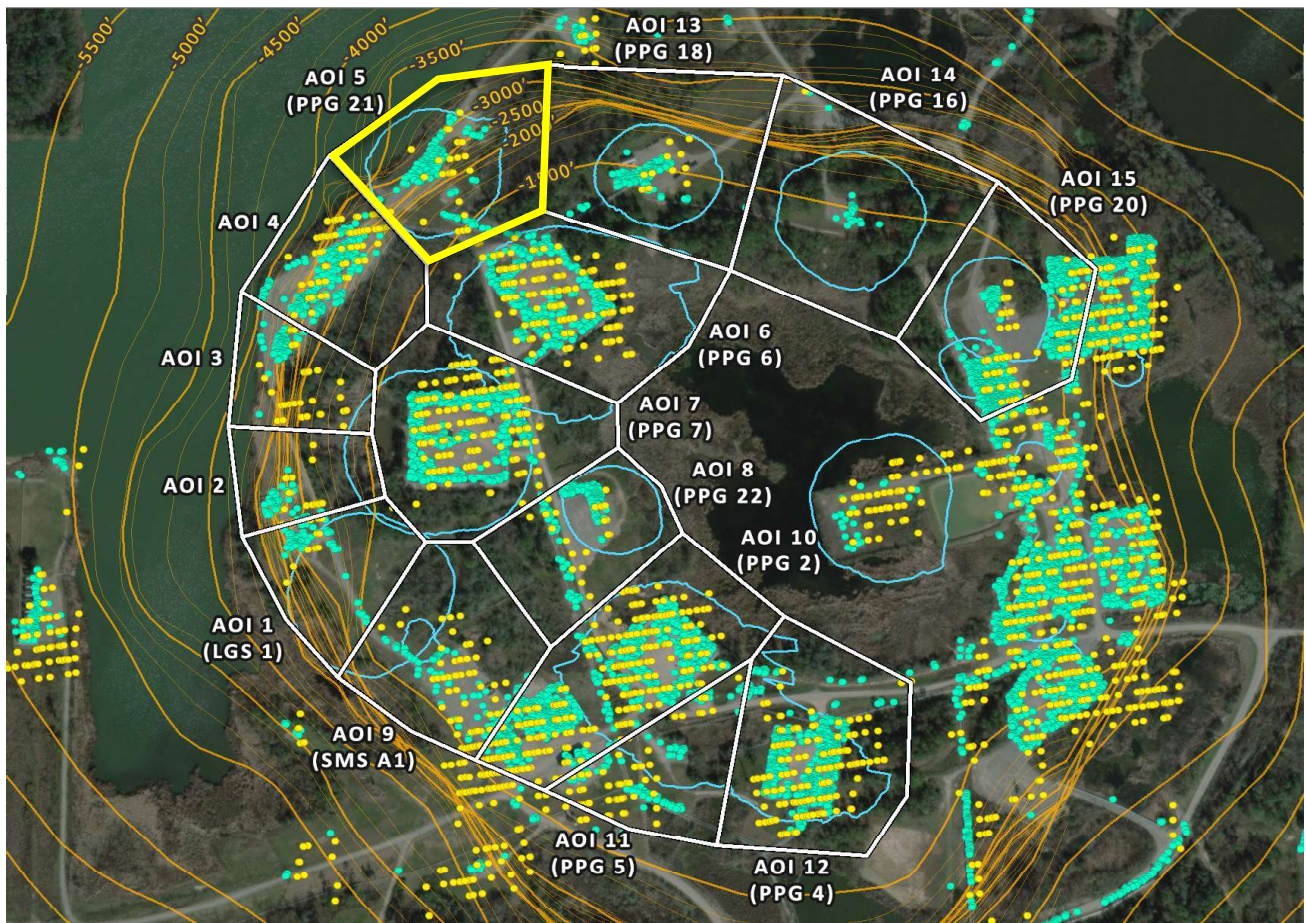 -5500'
-5000'
-4500'
-4000'
-3500'
AOI 13
(PPG 18)
AOI 5
(PPG 21)
AOI 14
(PPG 16)
-3000'
-2500'
-2000'
-1500'
AOI 15
(PPG 20)
AOI 4
AOI 3
AOI 6
(PPG 6)
AOI 7
(PPG 7)
AOI 2
AOI 8
(PPG 22)
AOI 10
(PPG 2)
AOI 1
(LGS 1)
AOI 9
(SMS A1)
AOI 11
(PPG 5)
AOI 12
(PPG 4)